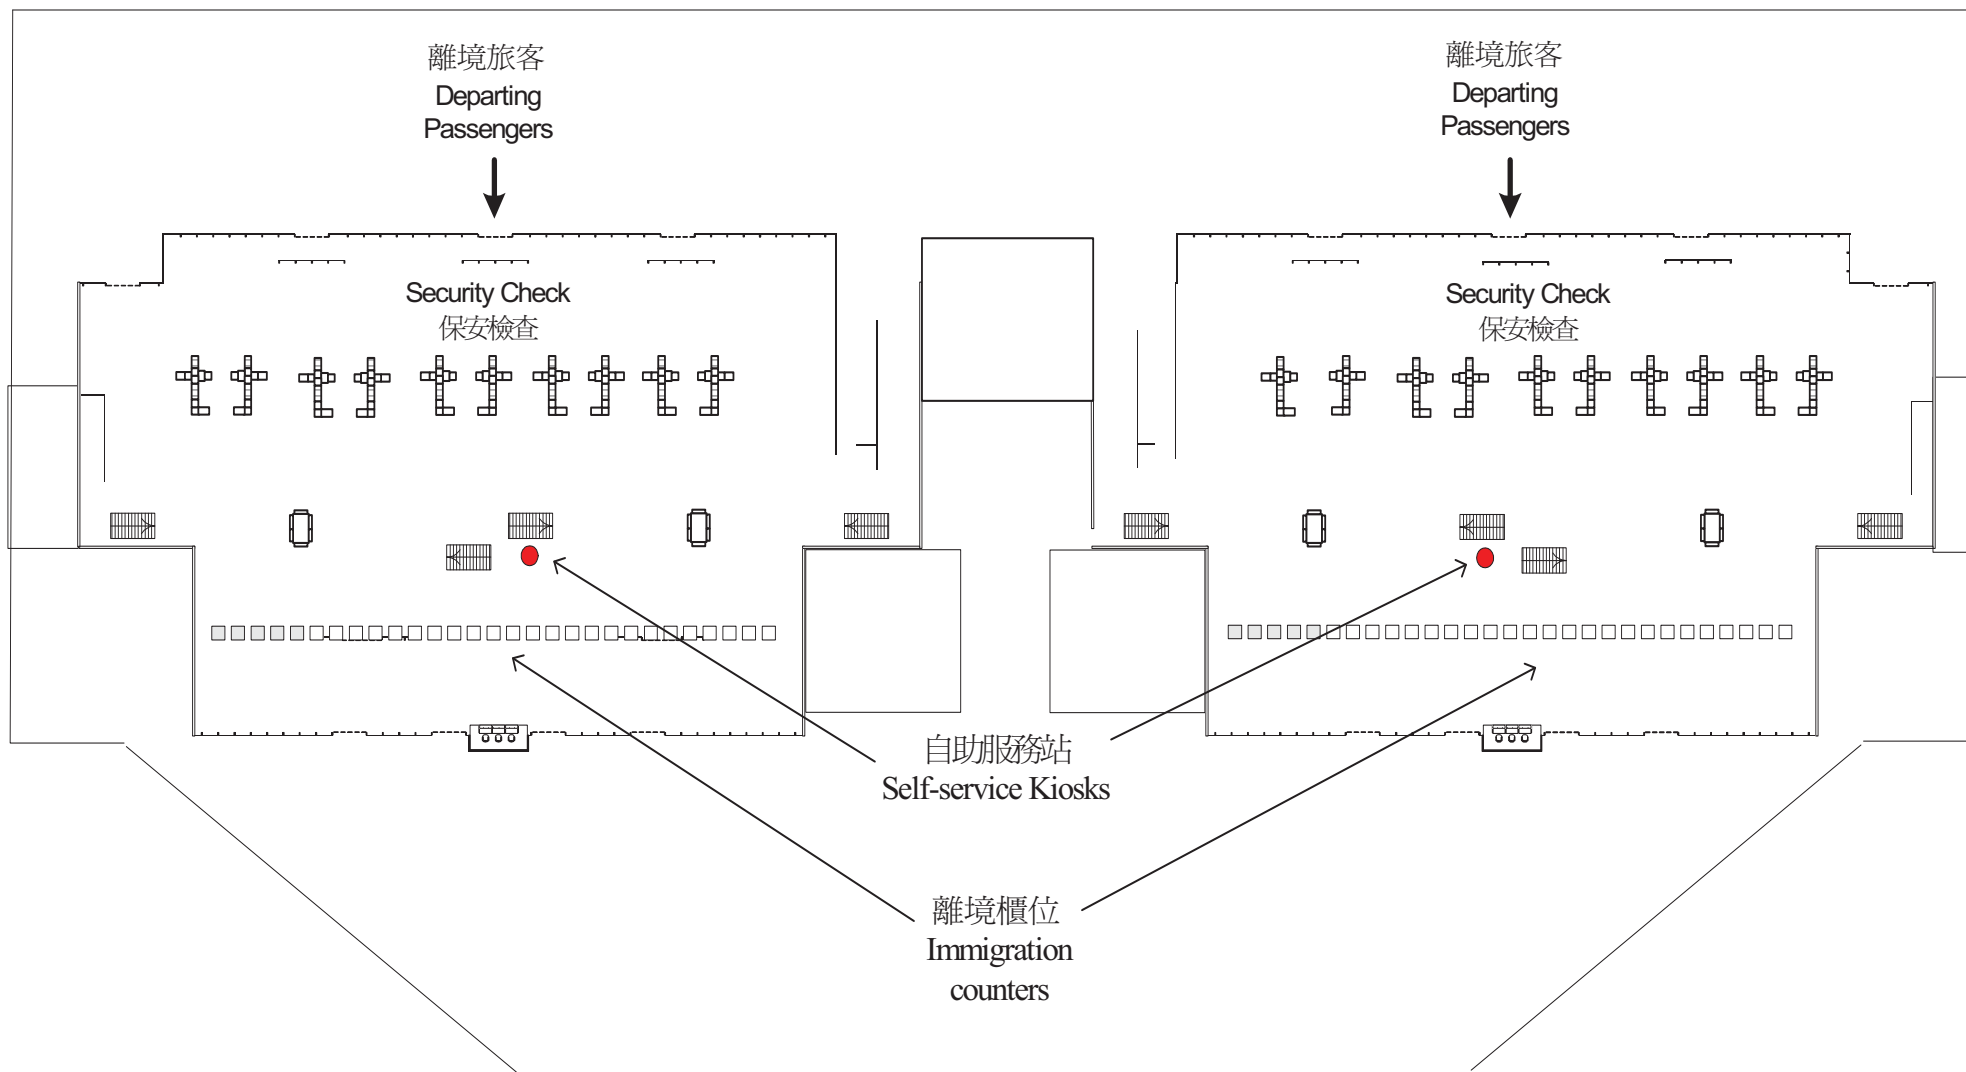 離境旅客
Departing
Passengers
離境旅客
Departing
Passengers
Security Check
保安檢查
Security Check
保安檢查
自助服務站
Self-service Kiosks
離境櫃位
Immigration
counters